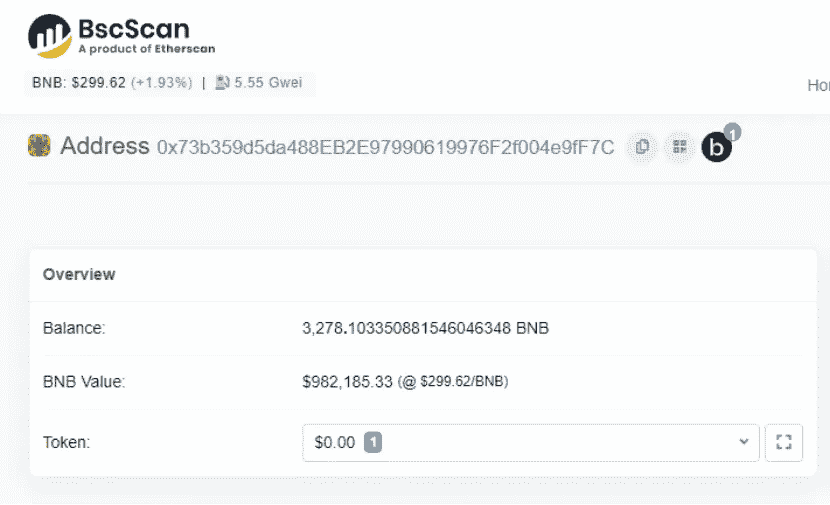 BscScan
A product of Etherscan
BNB: $299.62 (+1.93%) | 5.55 Gwei
Address 0x73b359d5da488EB2E97990619976F2f004e9fF7C b 1
Overview
Balance: 3,278.103350881546046348 BNB
BNB Value: $982,185.33 (@ $299.62/BNB)
Token: $0.00 1